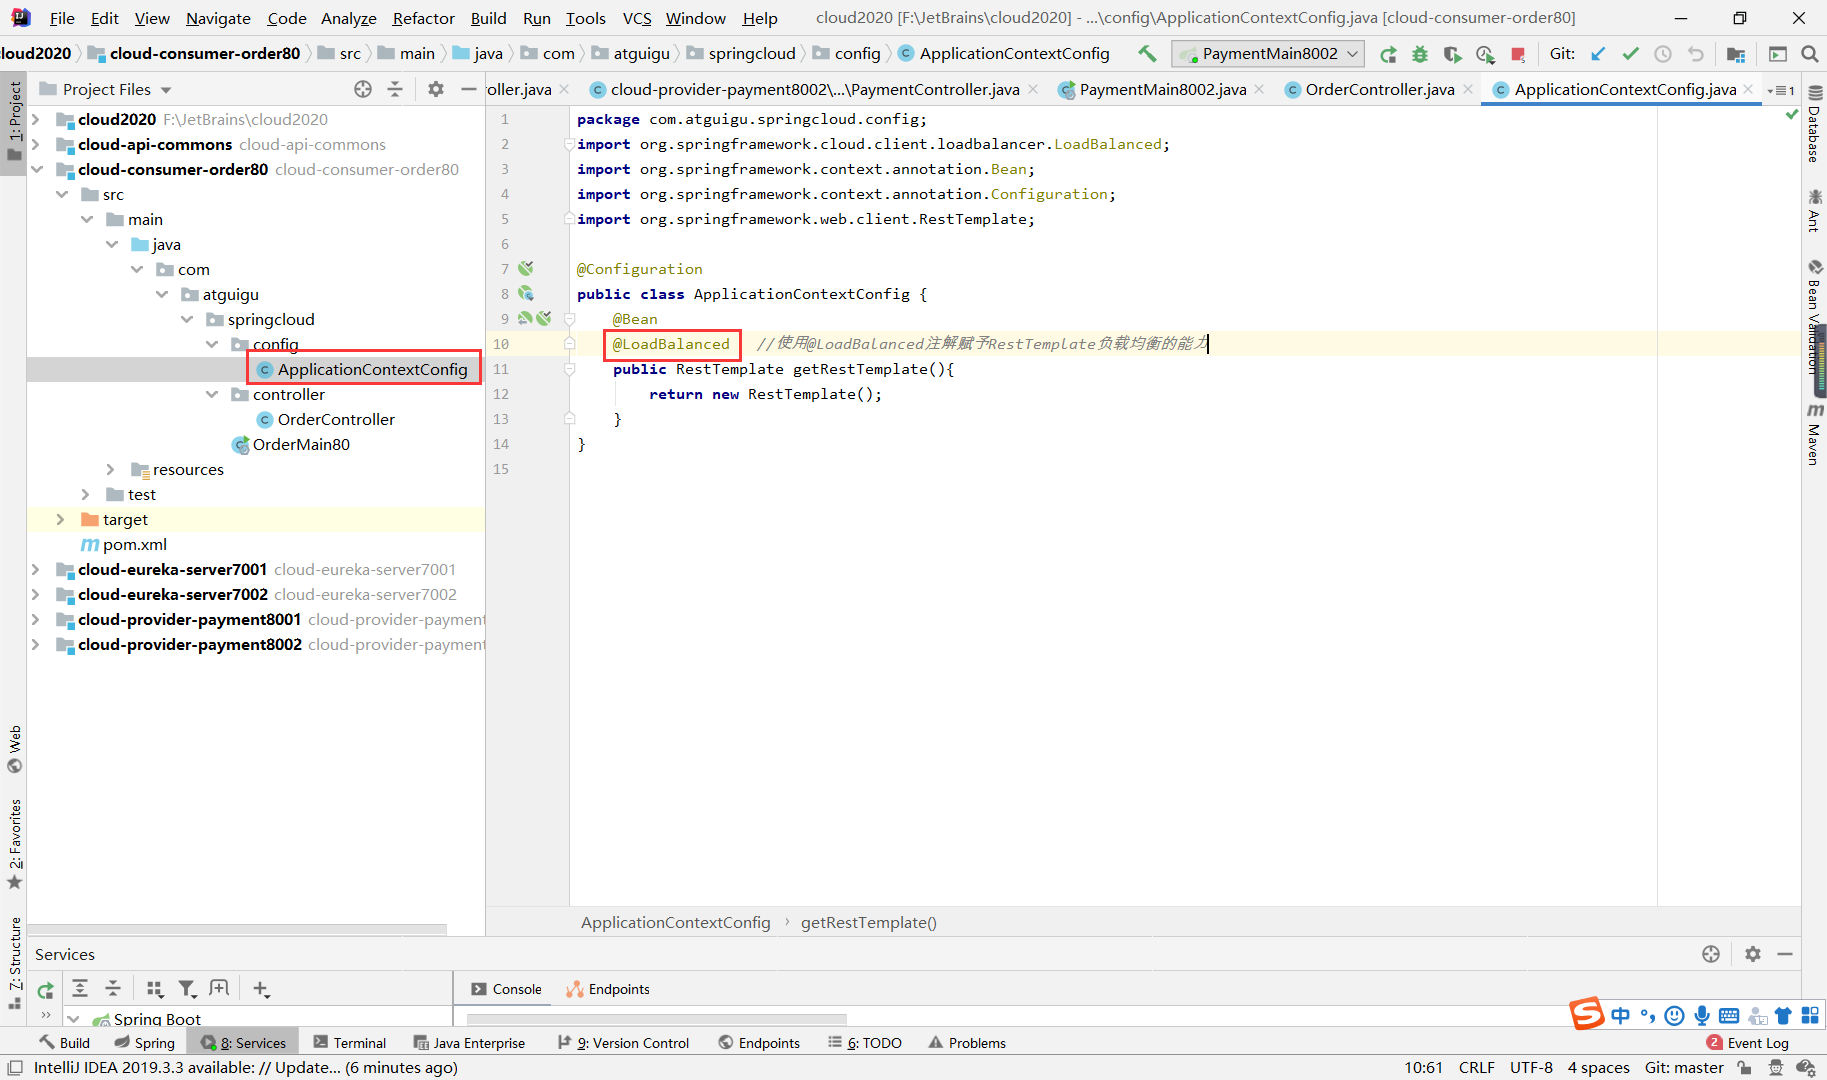 File Edit View Navigate Code Analyze Refactor Build Run Tools VCS Window Help cloud2020 [F:\JetBrains\cloud2020] - ...\config\ApplicationContextConfig.java [cloud-consumer-order80]
cloud2020 cloud-consumer-order80 src main java com atguigu springcloud config ApplicationContextConfig PaymentMain8002 Git:
1: Project
Project Files
oller.java cloud-provider-payment8002\...\PaymentController.java PaymentMain8002.java OrderController.java ApplicationContextConfig.java 1
cloud2020 F:\JetBrains\cloud2020
cloud-api-commons cloud-api-commons
cloud-consumer-order80 cloud-consumer-order80
src
main
java
com
atguigu
springcloud
config
ApplicationContextConfig
controller
OrderController
OrderMain80
resources
test
target
pom.xml
cloud-eureka-server7001 cloud-eureka-server7001
cloud-eureka-server7002 cloud-eureka-server7002
cloud-provider-payment8001 cloud-provider-payment
cloud-provider-payment8002 cloud-provider-payment
1 package com.atguigu.springcloud.config;
2 import org.springframework.cloud.client.loadbalancer.LoadBalanced;
3 import org.springframework.context.annotation.Bean;
4 import org.springframework.context.annotation.Configuration;
5 import org.springframework.web.client.RestTemplate;
6
7 @Configuration
8 public class ApplicationContextConfig {
9 @Bean
10 @LoadBalanced //使用@LoadBalanced注解赋予RestTemplate负载均衡的能力
11 public RestTemplate getRestTemplate(){
12 return new RestTemplate();
13 }
14 }
15
Database
Ant
Bean Validation
Maven
Web
2: Favorites
7: Structure
ApplicationContextConfig › getRestTemplate()
Services
Console Endpoints
Spring Boot
中
Build Spring 8: Services Terminal Java Enterprise 9: Version Control Endpoints 6: TODO Problems 2 Event Log
IntelliJ IDEA 2019.3.3 available: // Update... (6 minutes ago) 10:61 CRLF UTF-8 4 spaces Git: master